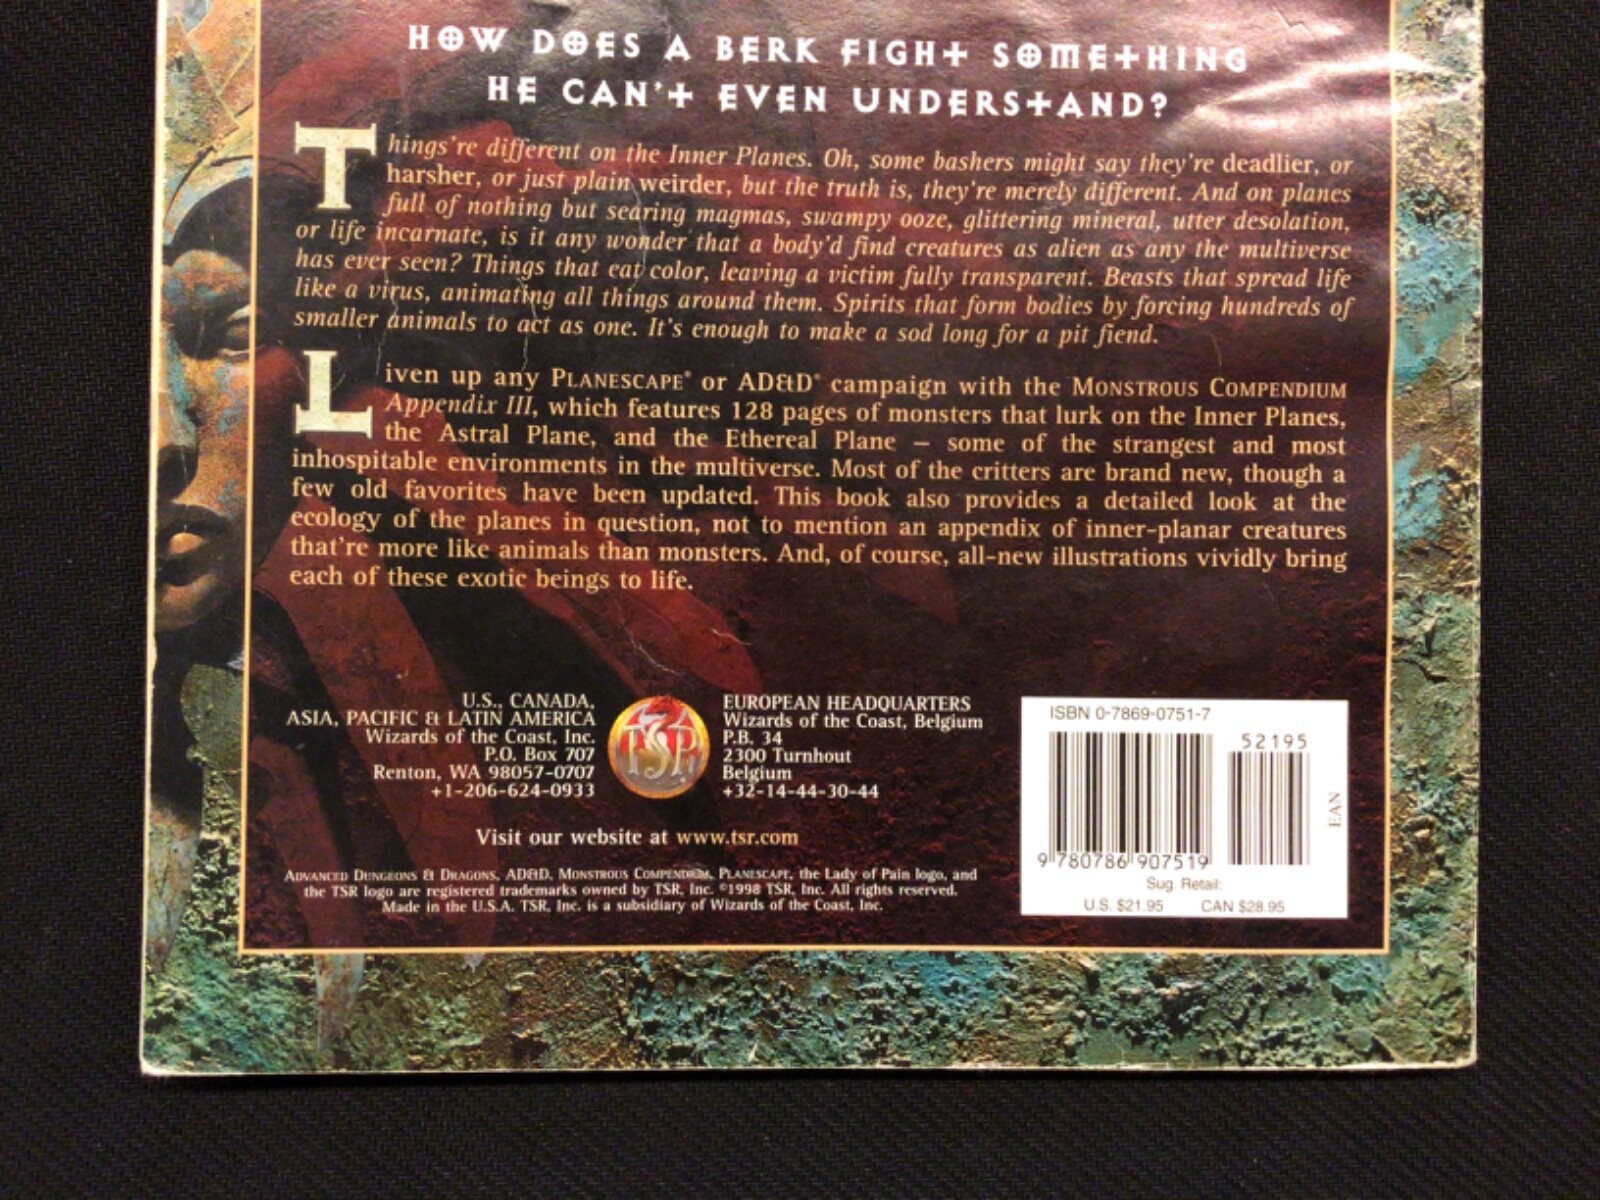 HOW DOES A BERK FIGHT SOMETHING
HE CAN'T EVEN UNDERSTAND?
Things're different on the Inner Planes. Oh, some bashers might say they're deadlier, or
harsher, or just plain weirder, but the truth is, they're merely different. And on planes
full of nothing but searing magmas, swampy ooze, glittering mineral, utter desolation,
or life incarnate, is it any wonder that a body'd find creatures as alien as any the multiverse
has ever seen? Things that eat color, leaving a victim fully transparent. Beasts that spread life
like a virus, animating all things around them. Spirits that form bodies by forcing hundreds of
smaller animals to act as one. It's enough to make a sod long for a pit fiend.
Liven up any PLANESCAPE® or AD&D® campaign with the MONSTROUS COMPENDIUM
Appendix III, which features 128 pages of monsters that lurk on the Inner Planes,
the Astral Plane, and the Ethereal Plane — some of the strangest and most
inhospitable environments in the multiverse. Most of the critters are brand new, though a
few old favorites have been updated. This book also provides a detailed look at the
ecology of the planes in question, not to mention an appendix of inner-planar creatures
that're more like animals than monsters. And, of course, all-new illustrations vividly bring
each of these exotic beings to life.
U.S., CANADA,
ASIA, PACIFIC & LATIN AMERICA
Wizards of the Coast, Inc.
P.O. Box 707
Renton, WA 98057-0707
+1-206-624-0933
TSR
EUROPEAN HEADQUARTERS
Wizards of the Coast, Belgium
P.B. 34
2300 Turnhout
Belgium
+32-14-44-30-44
Visit our website at www.tsr.com
ADVANCED DUNGEONS & DRAGONS, AD&D, MONSTROUS COMPENDIUM, PLANESCAPE, the Lady of Pain logo, and
the TSR logo are registered trademarks owned by TSR, Inc. ©1998 TSR, Inc. All rights reserved.
Made in the U.S.A. TSR, Inc. is a subsidiary of Wizards of the Coast, Inc.
ISBN 0-7869-0751-7
52195
EAN
9 780786 907519
Sug. Retail:
U.S. $21.95 CAN $28.95